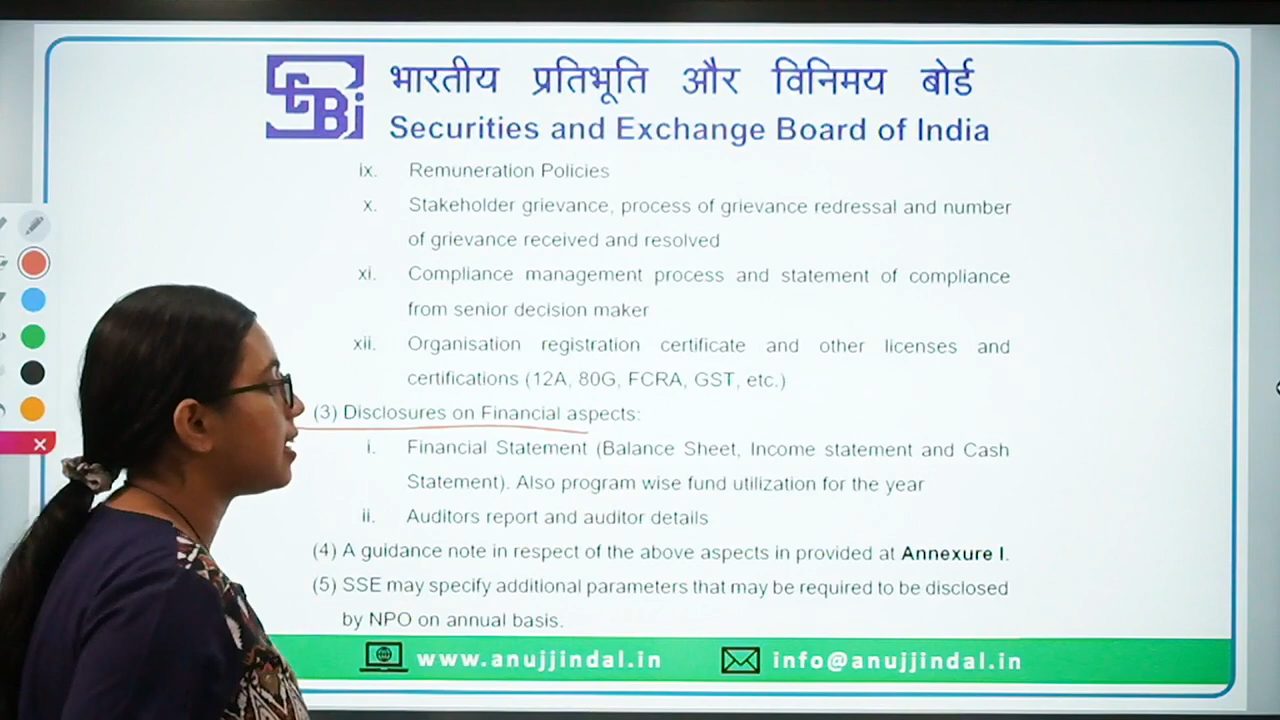 SEBI
भारतीय प्रतिभूति और विनिमय बोर्ड
Securities and Exchange Board of India
ix. Remuneration Policies
x. Stakeholder grievance, process of grievance redressal and number
of grievance received and resolved
xi. Compliance management process and statement of compliance
from senior decision maker
xii. Organisation registration certificate and other licenses and
certifications (12A, 80G, FCRA, GST, etc.)
(3) Disclosures on Financial aspects:
i. Financial Statement (Balance Sheet, Income statement and Cash
Statement). Also program wise fund utilization for the year
ii. Auditors report and auditor details
(4) A guidance note in respect of the above aspects in provided at Annexure I.
(5) SSE may specify additional parameters that may be required to be disclosed
by NPO on annual basis.
www.anujjindal.in info@anujjindal.in